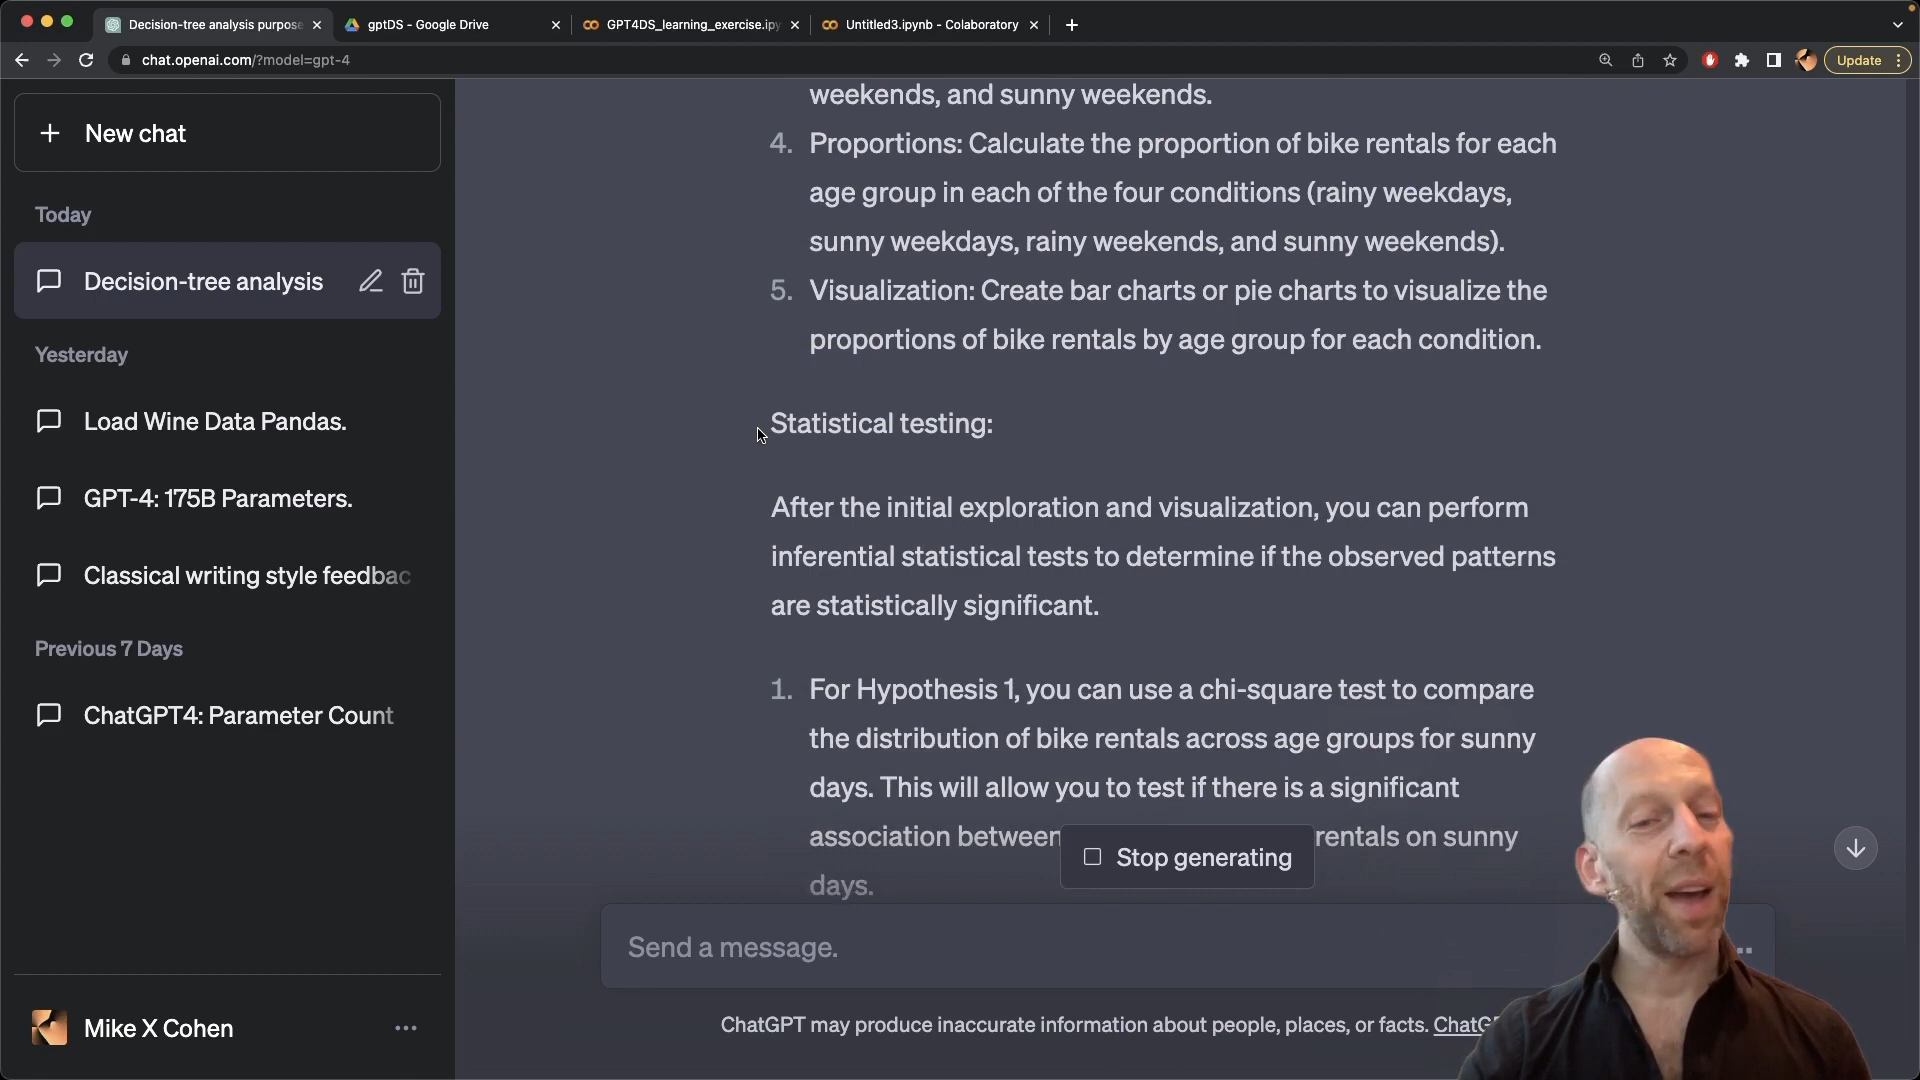 Decision-tree analysis purpose
gptDS - Google Drive
GPT4DS_learning_exercise.ipy
Untitled3.ipynb - Colaboratory
chat.openai.com/?model=gpt-4
Update
New chat
Today
Decision-tree analysis
Yesterday
Load Wine Data Pandas.
GPT-4: 175B Parameters.
Classical writing style feedbac
Previous 7 Days
ChatGPT4: Parameter Count
Mike X Cohen
weekends, and sunny weekends.
4. Proportions: Calculate the proportion of bike rentals for each
age group in each of the four conditions (rainy weekdays,
sunny weekdays, rainy weekends, and sunny weekends).
5. Visualization: Create bar charts or pie charts to visualize the
proportions of bike rentals by age group for each condition.
Statistical testing:
After the initial exploration and visualization, you can perform
inferential statistical tests to determine if the observed patterns
are statistically significant.
1. For Hypothesis 1, you can use a chi-square test to compare
the distribution of bike rentals across age groups for sunny
days. This will allow you to test if there is a significant
association between rentals on sunny
days.
Stop generating
Send a message.
ChatGPT may produce inaccurate information about people, places, or facts. ChatG